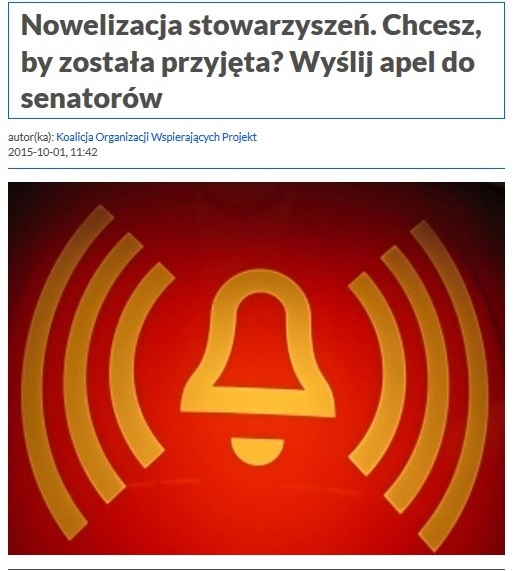 Nowelizacja stowarzyszeń. Chcesz,
by została przyjęta? Wyślij apel do
senatorów
autor(ka): Koalicja Organizacji Wspierających Projekt
2015-10-01, 11:42